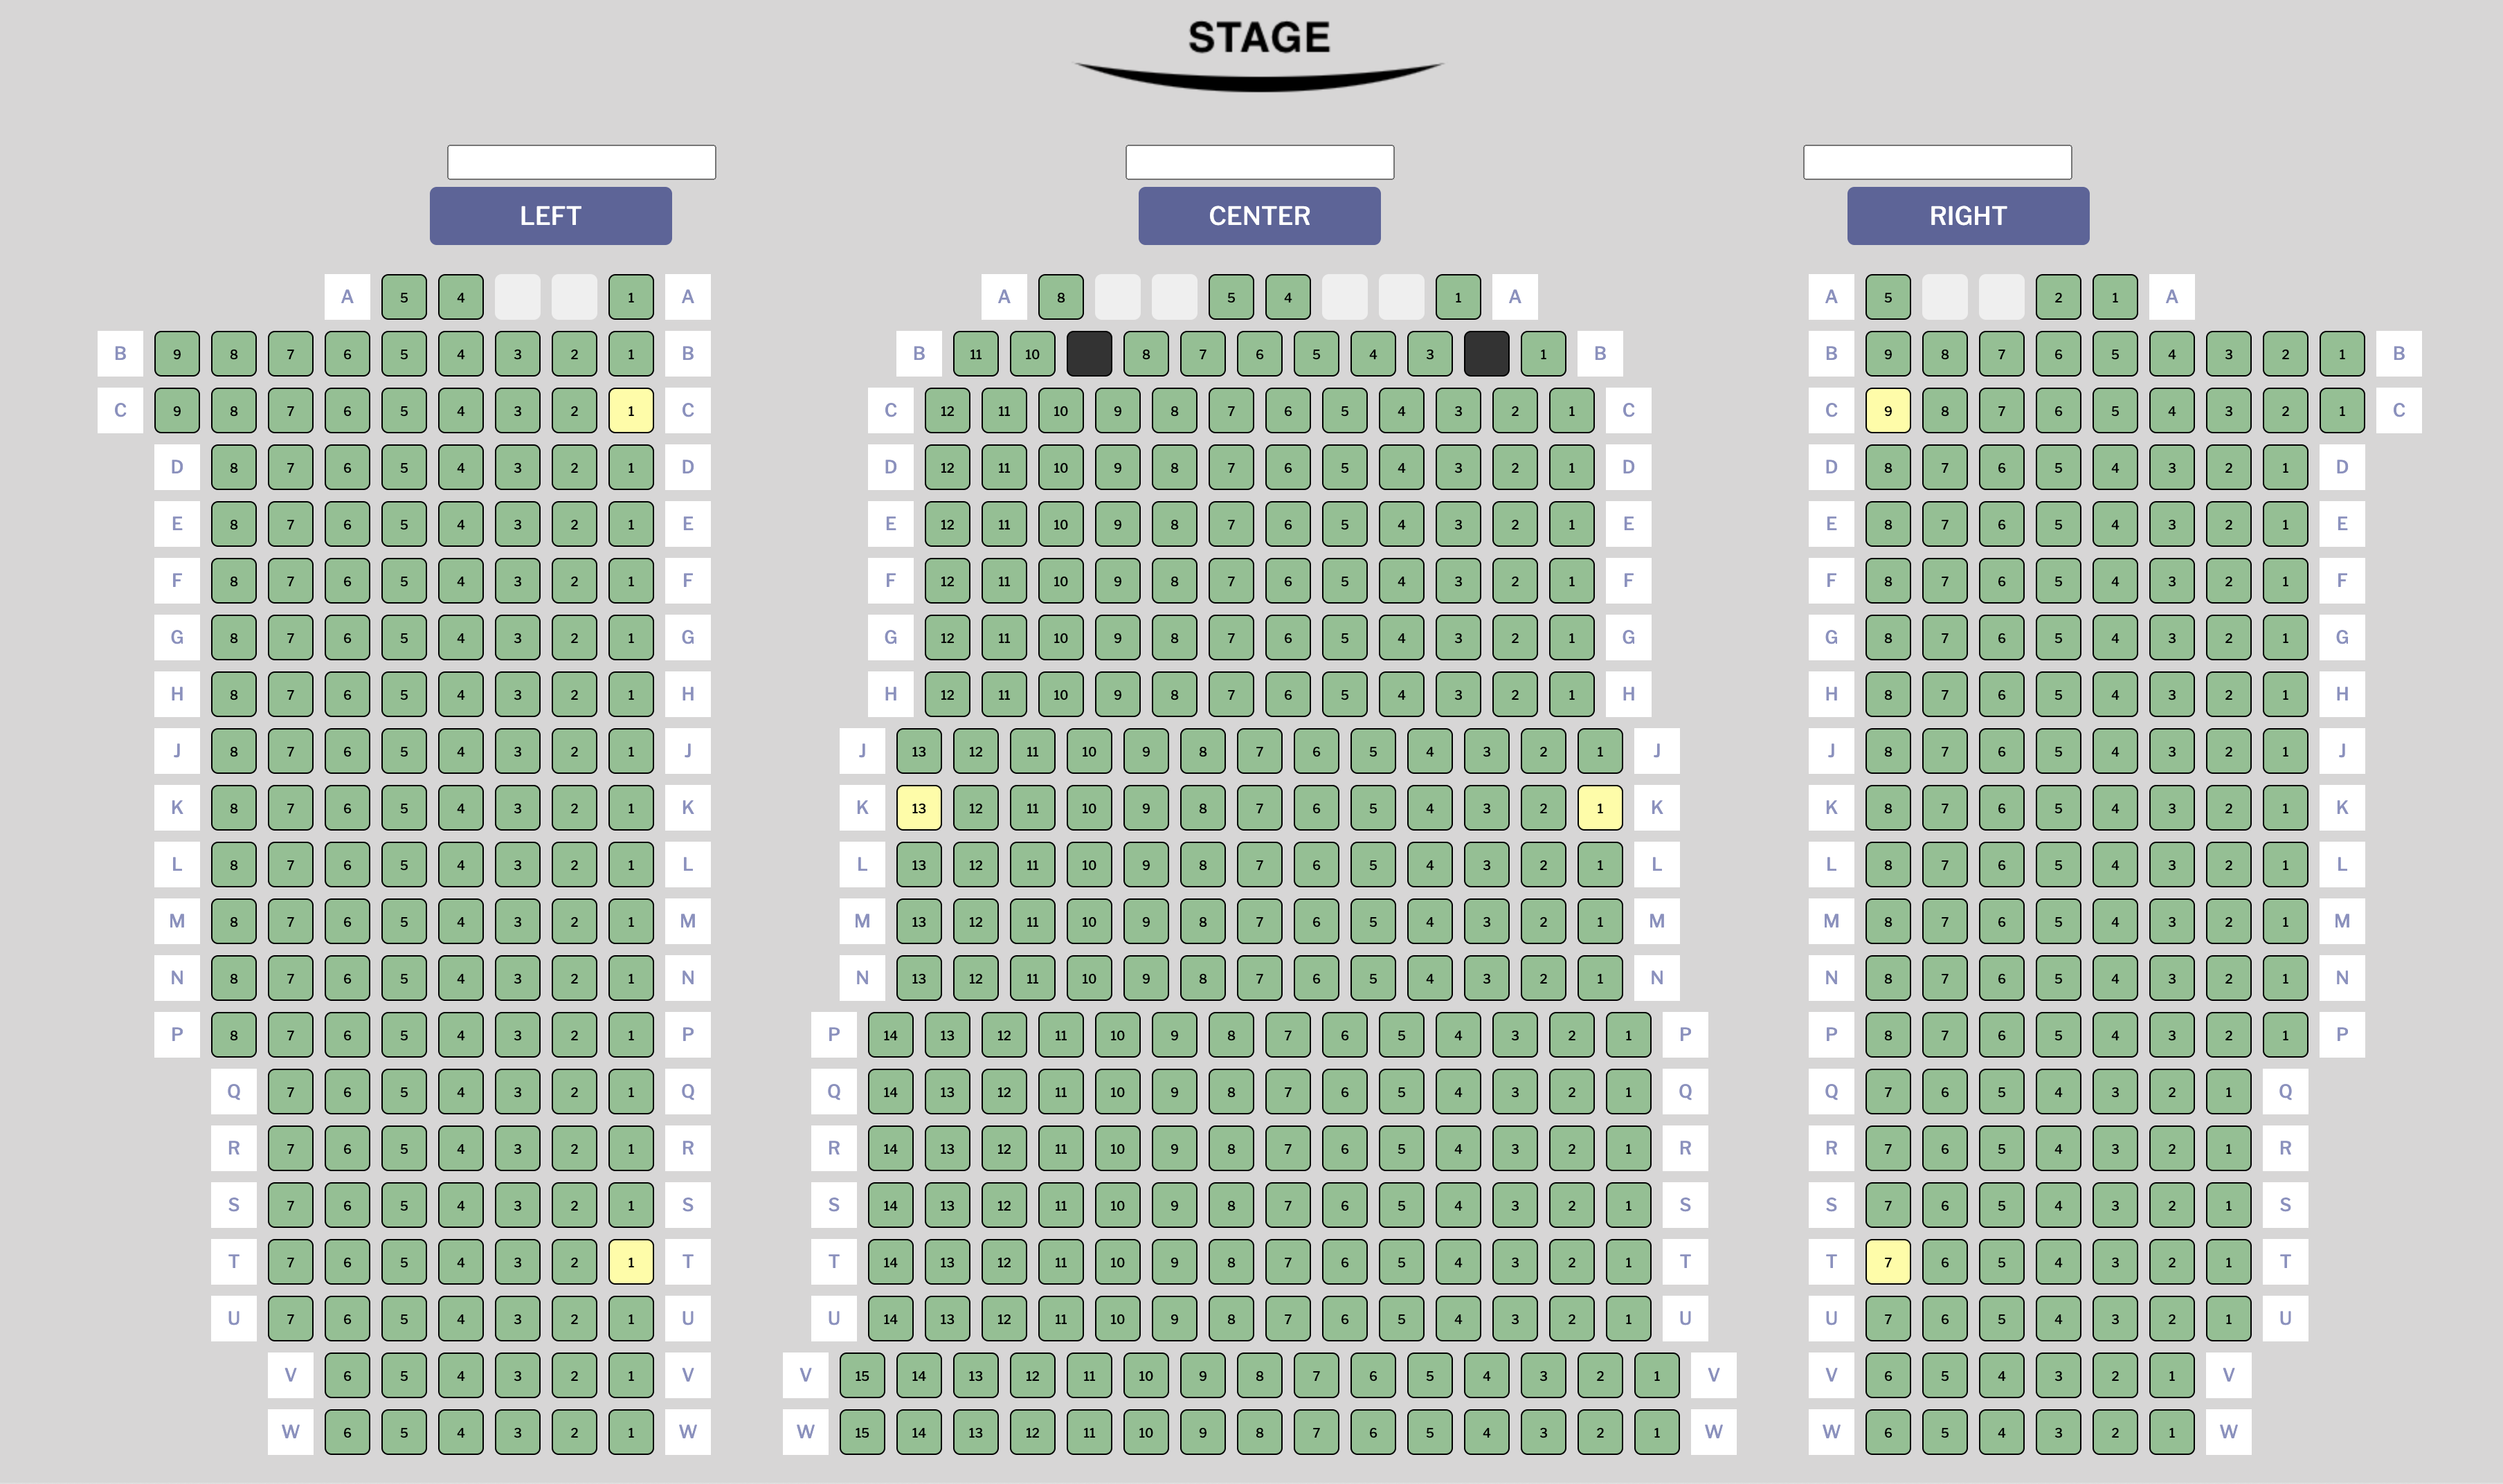 STAGE
LEFT CENTER RIGHT
A 5 4 1 A A 8 5 4 1 A A 5 2 1 A
B 9 8 7 6 5 4 3 2 1 B B 11 10 8 7 6 5 4 3 1 B B 9 8 7 6 5 4 3 2 1 B
C 9 8 7 6 5 4 3 2 1 C C 12 11 10 9 8 7 6 5 4 3 2 1 C C 9 8 7 6 5 4 3 2 1 C
D 8 7 6 5 4 3 2 1 D D 12 11 10 9 8 7 6 5 4 3 2 1 D D 8 7 6 5 4 3 2 1 D
E 8 7 6 5 4 3 2 1 E E 12 11 10 9 8 7 6 5 4 3 2 1 E E 8 7 6 5 4 3 2 1 E
F 8 7 6 5 4 3 2 1 F F 12 11 10 9 8 7 6 5 4 3 2 1 F F 8 7 6 5 4 3 2 1 F
G 8 7 6 5 4 3 2 1 G G 12 11 10 9 8 7 6 5 4 3 2 1 G G 8 7 6 5 4 3 2 1 G
H 8 7 6 5 4 3 2 1 H H 12 11 10 9 8 7 6 5 4 3 2 1 H H 8 7 6 5 4 3 2 1 H
J 8 7 6 5 4 3 2 1 J J 13 12 11 10 9 8 7 6 5 4 3 2 1 J J 8 7 6 5 4 3 2 1 J
K 8 7 6 5 4 3 2 1 K K 13 12 11 10 9 8 7 6 5 4 3 2 1 K K 8 7 6 5 4 3 2 1 K
L 8 7 6 5 4 3 2 1 L L 13 12 11 10 9 8 7 6 5 4 3 2 1 L L 8 7 6 5 4 3 2 1 L
M 8 7 6 5 4 3 2 1 M M 13 12 11 10 9 8 7 6 5 4 3 2 1 M M 8 7 6 5 4 3 2 1 M
N 8 7 6 5 4 3 2 1 N N 13 12 11 10 9 8 7 6 5 4 3 2 1 N N 8 7 6 5 4 3 2 1 N
P 8 7 6 5 4 3 2 1 P P 14 13 12 11 10 9 8 7 6 5 4 3 2 1 P P 8 7 6 5 4 3 2 1 P
Q 7 6 5 4 3 2 1 Q Q 14 13 12 11 10 9 8 7 6 5 4 3 2 1 Q Q 7 6 5 4 3 2 1 Q
R 7 6 5 4 3 2 1 R R 14 13 12 11 10 9 8 7 6 5 4 3 2 1 R R 7 6 5 4 3 2 1 R
S 7 6 5 4 3 2 1 S S 14 13 12 11 10 9 8 7 6 5 4 3 2 1 S S 7 6 5 4 3 2 1 S
T 7 6 5 4 3 2 1 T T 14 13 12 11 10 9 8 7 6 5 4 3 2 1 T T 7 6 5 4 3 2 1 T
U 7 6 5 4 3 2 1 U U 14 13 12 11 10 9 8 7 6 5 4 3 2 1 U U 7 6 5 4 3 2 1 U
V 6 5 4 3 2 1 V V 15 14 13 12 11 10 9 8 7 6 5 4 3 2 1 V V 6 5 4 3 2 1 V
W 6 5 4 3 2 1 W W 15 14 13 12 11 10 9 8 7 6 5 4 3 2 1 W W 6 5 4 3 2 1 W